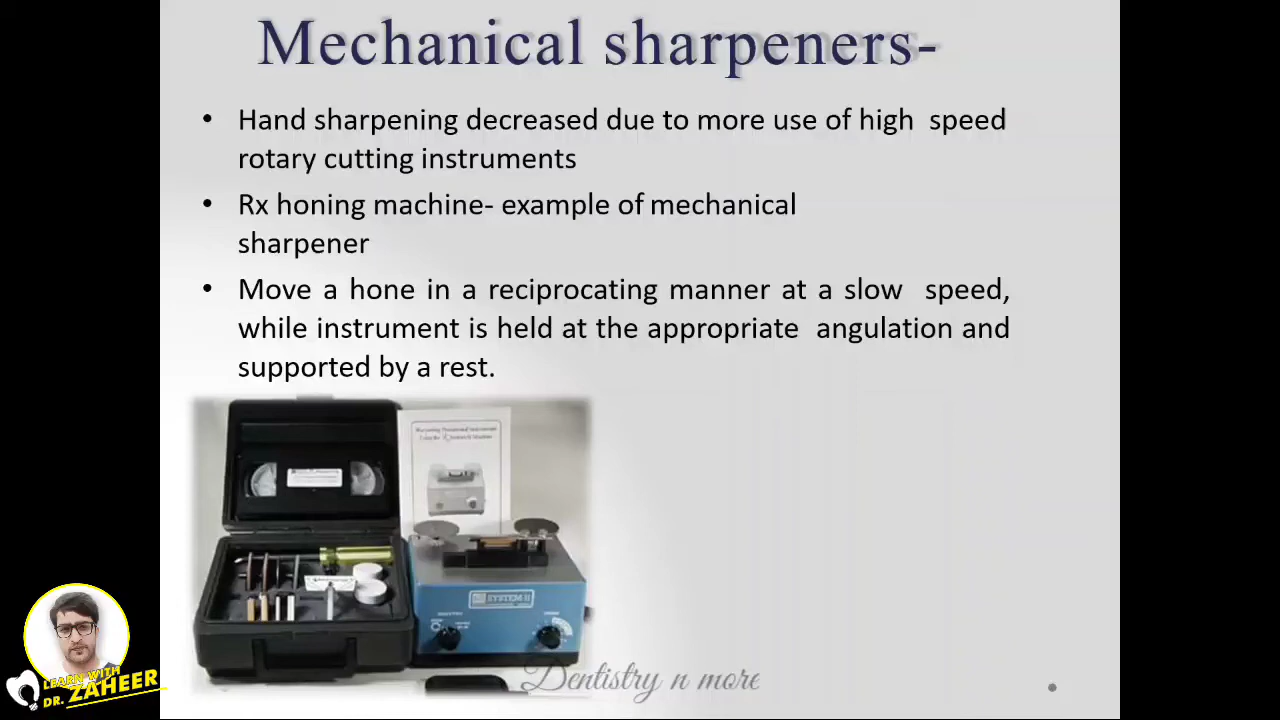 Mechanical sharpeners-
• Hand sharpening decreased due to more use of high speed
rotary cutting instruments
• Rx honing machine- example of mechanical
sharpener
• Move a hone in a reciprocating manner at a slow speed,
while instrument is held at the appropriate angulation and
supported by a rest.
SYSTEM II
Dentistry n more
LEARN WITH
DR. ZAHEER